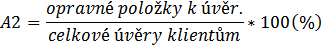 A2 = opravné položky k úvěr. / celkové úvěry klientům * 100(%)